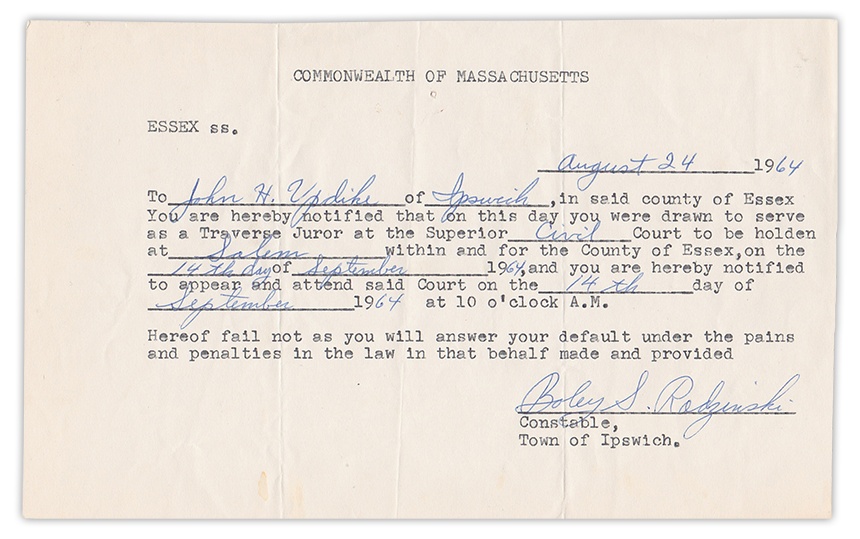 COMMONWEALTH OF MASSACHUSETTS
ESSEX ss.
August 24 1964
To John H. Updike of Ipswich, in said county of Essex
You are hereby notified that on this day you were drawn to serve
as a Traverse Juror at the Superior Civil Court to be holden
at Salem within and for the County of Essex, on the
14th day of September 1964, and you are hereby notified
to appear and attend said Court on the 14th day of
September 1964 at 10 o'clock A.M.
Hereof fail not as you will answer your default under the pains
and penalties in the law in that behalf made and provided
Boley S. Rodzinski
Constable,
Town of Ipswich.